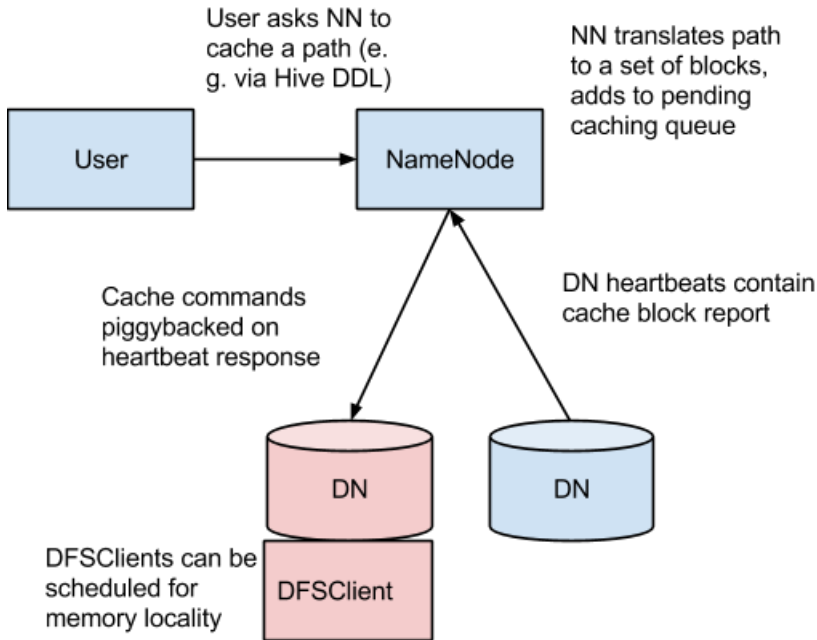 User asks NN to
cache a path (e.
g. via Hive DDL)
NN translates path
to a set of blocks,
adds to pending
caching queue
User
NameNode
Cache commands
piggybacked on
heartbeat response
DN heartbeats contain
cache block report
DN
DN
DFSClients can be
scheduled for
memory locality
DFSClient